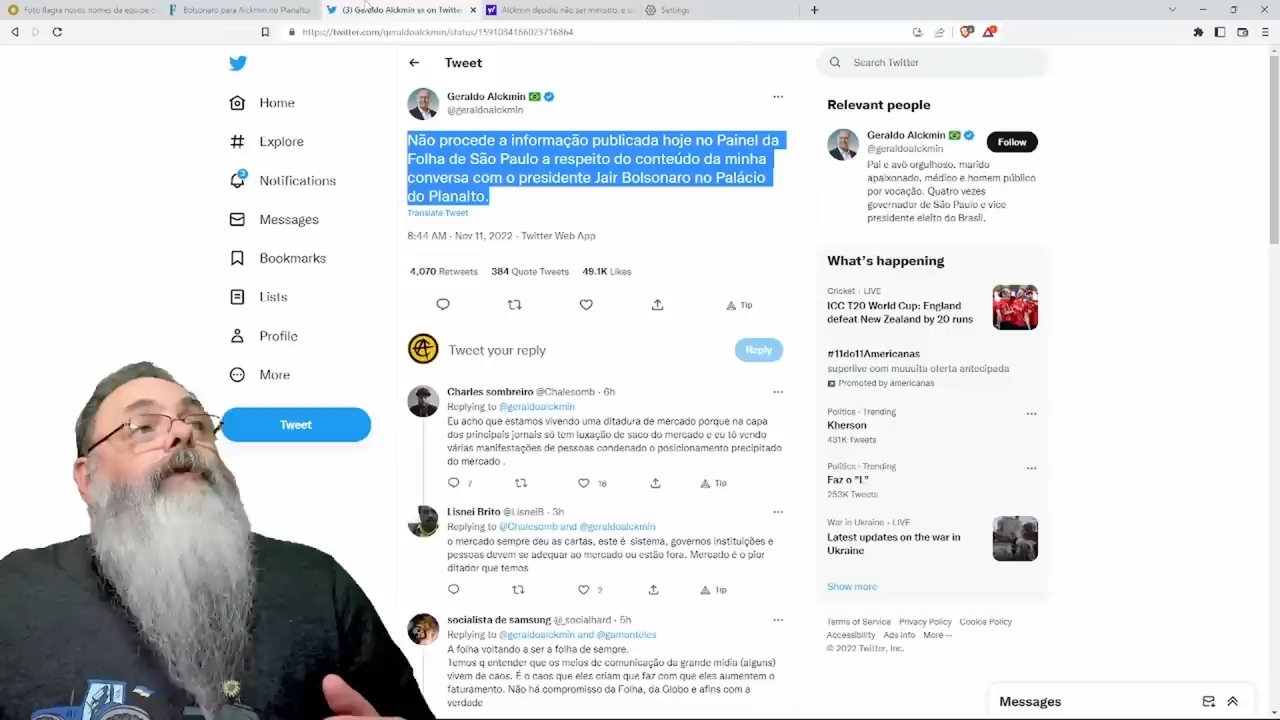 Foto flagra novos nomes da equipe d
Bolsonaro para Alckmin no Planalto
(3) Geraldo Alckmin on Twitte
Alckmin decidiu não ser ministro, e o
Settings
https://twitter.com/geraldoalckmin/status/1591034166023716864
Tweet
Search Twitter
Home
Explore
Notifications
3
Messages
Bookmarks
Lists
Profile
More
Tweet
Geraldo Alckmin
@geraldoalckmin
Não procede a informação publicada hoje no Painel da
Folha de São Paulo a respeito do conteúdo da minha
conversa com o presidente Jair Bolsonaro no Palácio
do Planalto.
Translate Tweet
8:44 AM · Nov 11, 2022 · Twitter Web App
4,070 Retweets 384 Quote Tweets 49.1K Likes
Tip
Tweet your reply
Reply
Charles sombreiro @Chalesomb · 6h
Replying to @geraldoalckmin
Eu acho que estamos vivendo uma ditadura de mercado porque na capa
dos principais jornais só tem luxação de saco do mercado e eu tô vendo
várias manifestações de pessoas condenado o posicionamento precipitado
do mercado .
7 18 Tip
Lisnei Brito @LisneiB · 3h
Replying to @Chalesomb and @geraldoalckmin
o mercado sempre deu as cartas, este é sistema, governos instituições e
pessoas devem se adequar ao mercado ou estão fora. Mercado é o pior
ditador que temos
2 Tip
socialista de samsung @_socialhard · 5h
Replying to @geraldoalckmin and @gamonteles
A folha voltando a ser a folha de sempre.
Temos q entender que os meios de comunicação da grande mídia (alguns)
vivem de caos. É o caos que eles criam que faz com que eles aumentem o
faturamento. Não há compromisso da Folha, da Globo e afins com a
verdade
Relevant people
Geraldo Alckmin
@geraldoalckmin
Follow
Pai e avô orgulhoso, marido
apaixonado, médico e homem público
por vocação. Quatro vezes
governador de São Paulo e vice-
presidente eleito do Brasil.
What's happening
Cricket · LIVE
ICC T20 World Cup: England
defeat New Zealand by 20 runs
#11do11Americanas
superlive com muuuita oferta antecipada
Promoted by americanas
Politics · Trending
Kherson
431K Tweets
Politics · Trending
Faz o "L"
253K Tweets
War in Ukraine · LIVE
Latest updates on the war in
Ukraine
Show more
Terms of Service Privacy Policy Cookie Policy
Accessibility Ads info More ···
© 2022 Twitter, Inc.
Messages